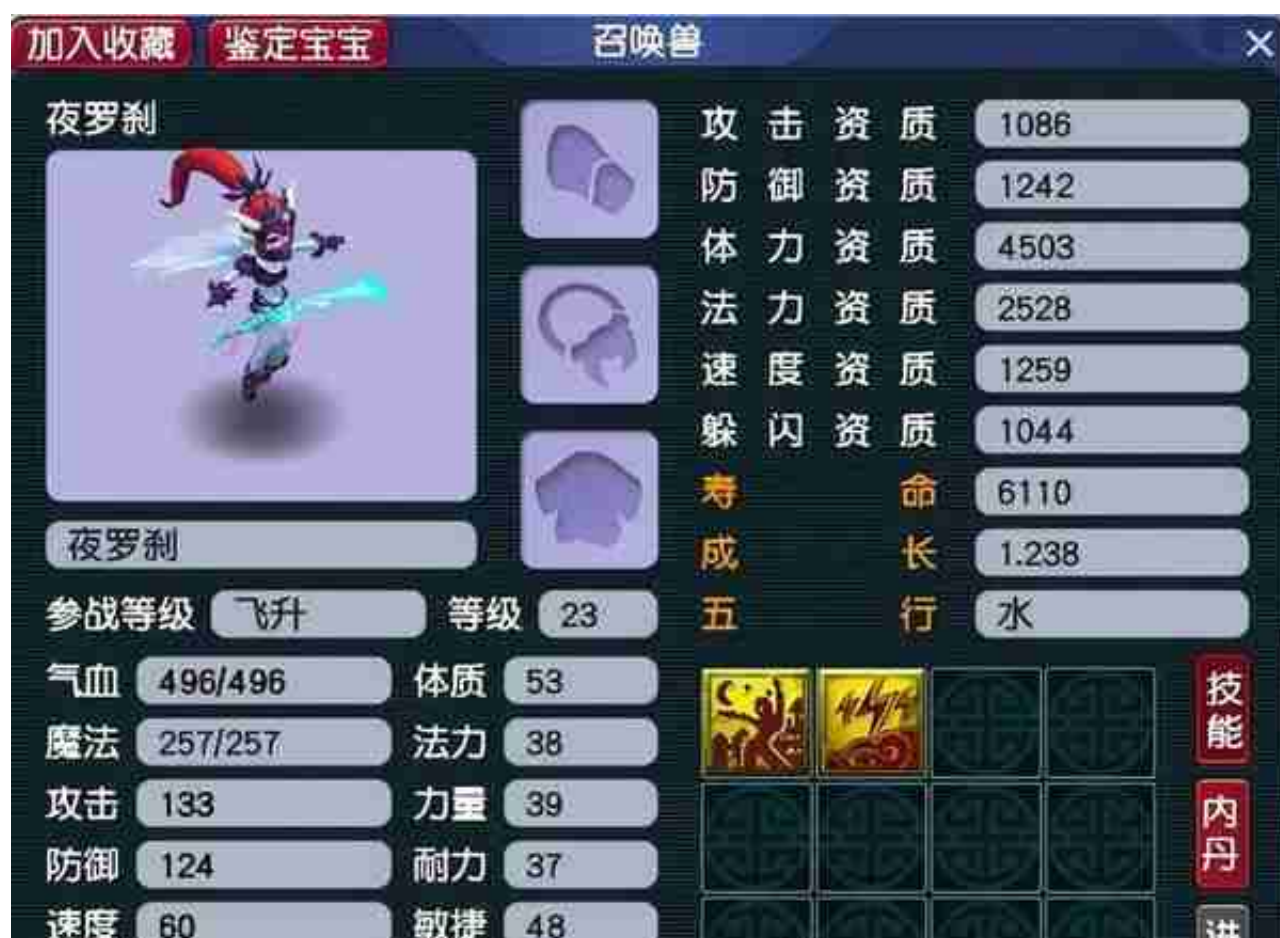 加入收藏 鉴定宝宝 召唤兽
夜罗刹
夜罗刹
参战等级 飞升 等级 23
气血 496/496 体质 53
魔法 257/257 法力 38
攻击 133 力量 39
防御 124 耐力 37
速度 60 敏捷 48
攻击资质 1086
防御资质 1242
体力资质 4503
法力资质 2528
速度资质 1259
躲闪资质 1044
寿命 6110
成长 1.238
五行 水
技能
内丹